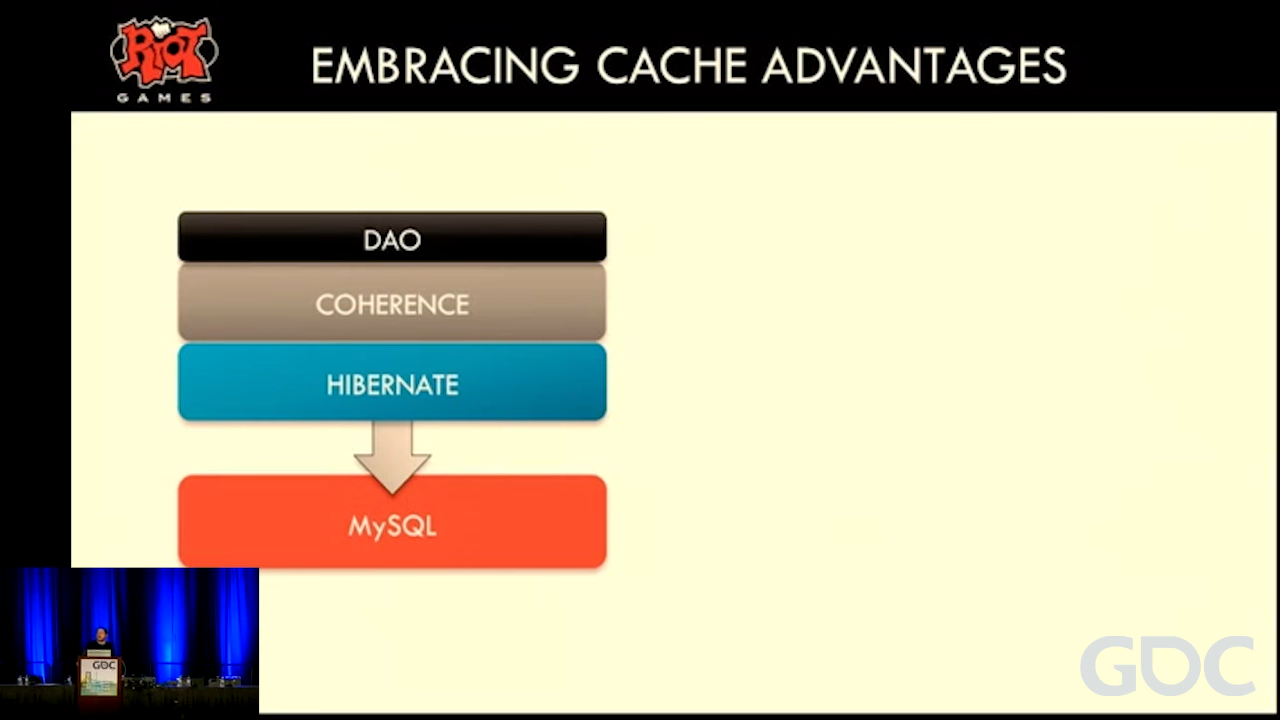 RIOT
GAMES
EMBRACING CACHE ADVANTAGES
DAO
COHERENCE
HIBERNATE
MySQL
GDC
GDC